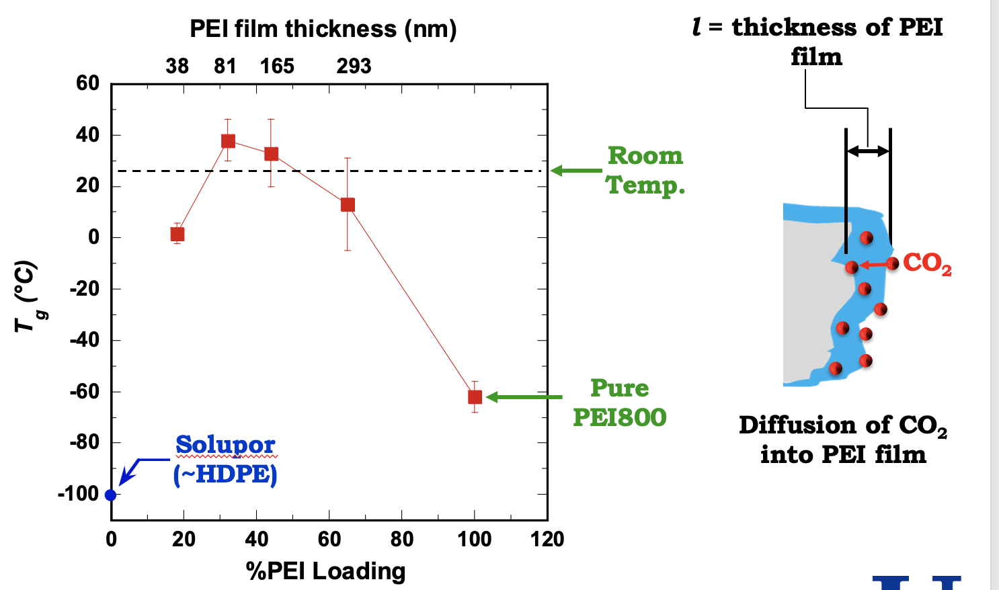 PEI film thickness (nm)
38 81 165 293
60
40
20
0
-20
-40
-60
-80
-100
T_g (°C)
0 20 40 60 80 100 120
%PEI Loading
Room
Temp.
Pure
PEI800
Solupor
(~HDPE)
l = thickness of PEI
film
CO₂
Diffusion of CO₂
into PEI film